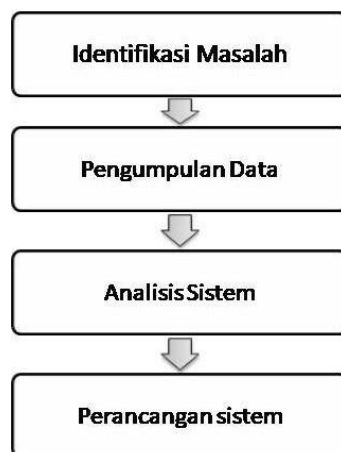 Identifikasi Masalah
Pengumpulan Data
Analisis Sistem
Perancangan sistem